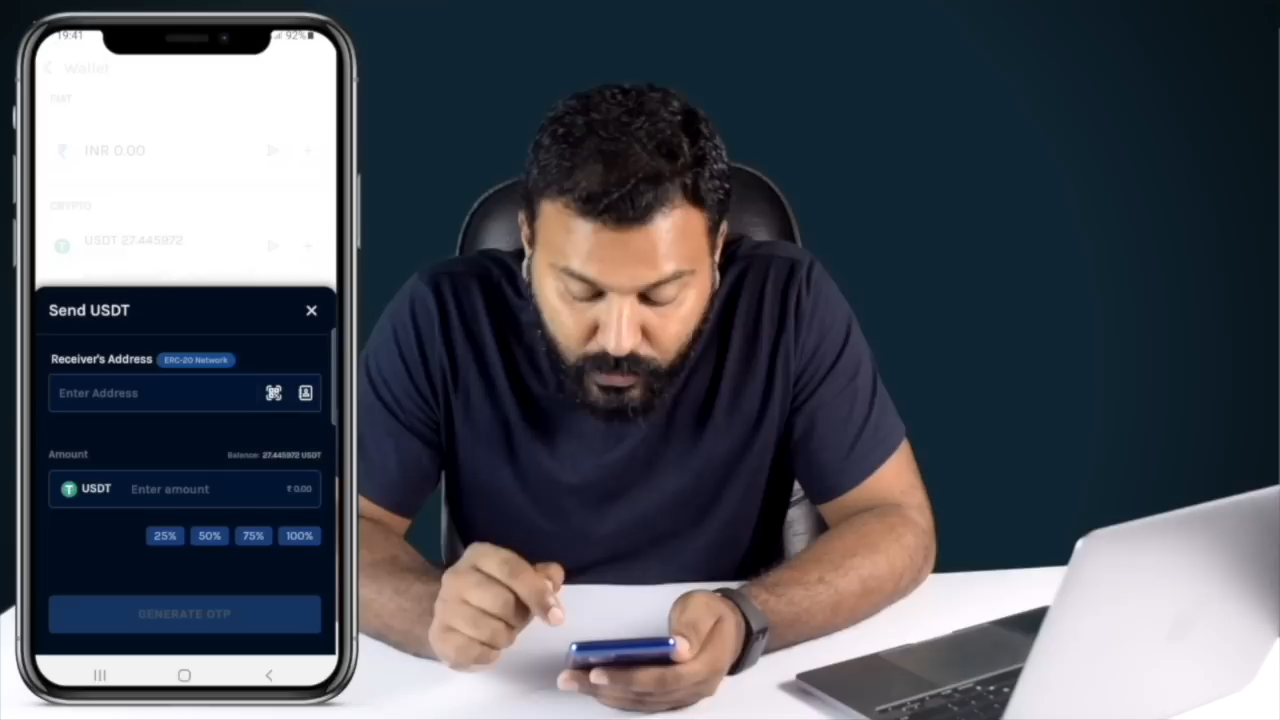 19:41
92%
Wallet
FIAT
₹ INR 0.00
CRYPTO
USDT 27.445972
Send USDT
Receiver's Address ERC-20 Network
Enter Address
Amount Balance: 27.445972 USDT
USDT Enter amount ₹ 0.00
25% 50% 75% 100%
GENERATE OTP